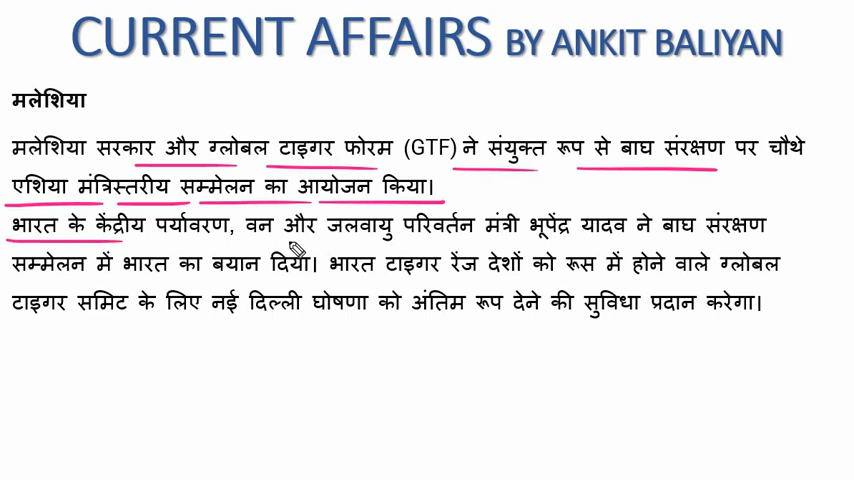 CURRENT AFFAIRS BY ANKIT BALIYAN
मलेशिया
मलेशिया सरकार और ग्लोबल टाइगर फोरम (GTF) ने संयुक्त रूप से बाघ संरक्षण पर चौथे
एशिया मंत्रिस्तरीय सम्मेलन का आयोजन किया।
भारत के केंद्रीय पर्यावरण, वन और जलवायु परिवर्तन मंत्री भूपेंद्र यादव ने बाघ संरक्षण
सम्मेलन में भारत का बयान दिया। भारत टाइगर रेंज देशों को रूस में होने वाले ग्लोबल
टाइगर समिट के लिए नई दिल्ली घोषणा को अंतिम रूप देने की सुविधा प्रदान करेगा।